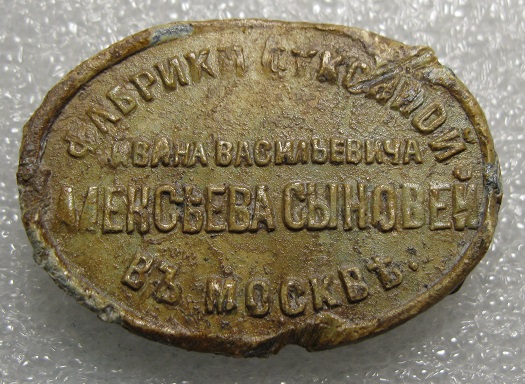 ФАБРИКИ СУКОННОЙ
ИВАНА ВАСИЛЬЕВИЧА
АЛЕКСѢЕВА СЫНОВЕЙ
ВЪ МОСКВѢ.